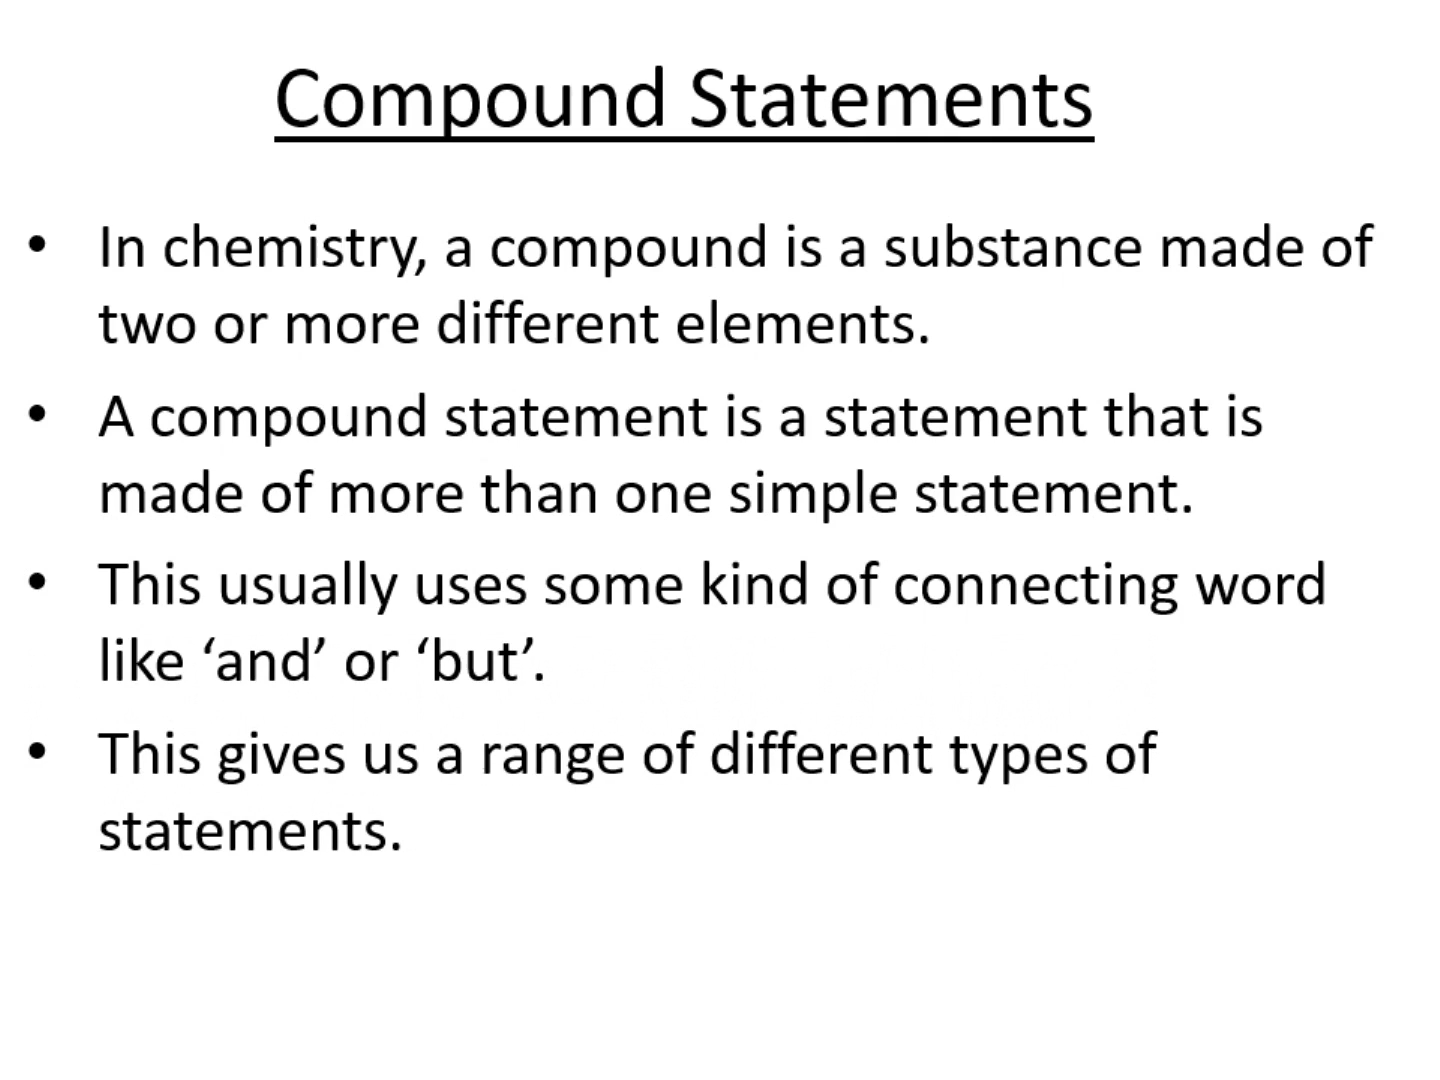 Compound Statements
• In chemistry, a compound is a substance made of
two or more different elements.
• A compound statement is a statement that is
made of more than one simple statement.
• This usually uses some kind of connecting word
like ‘and’ or ‘but’.
• This gives us a range of different types of
statements.